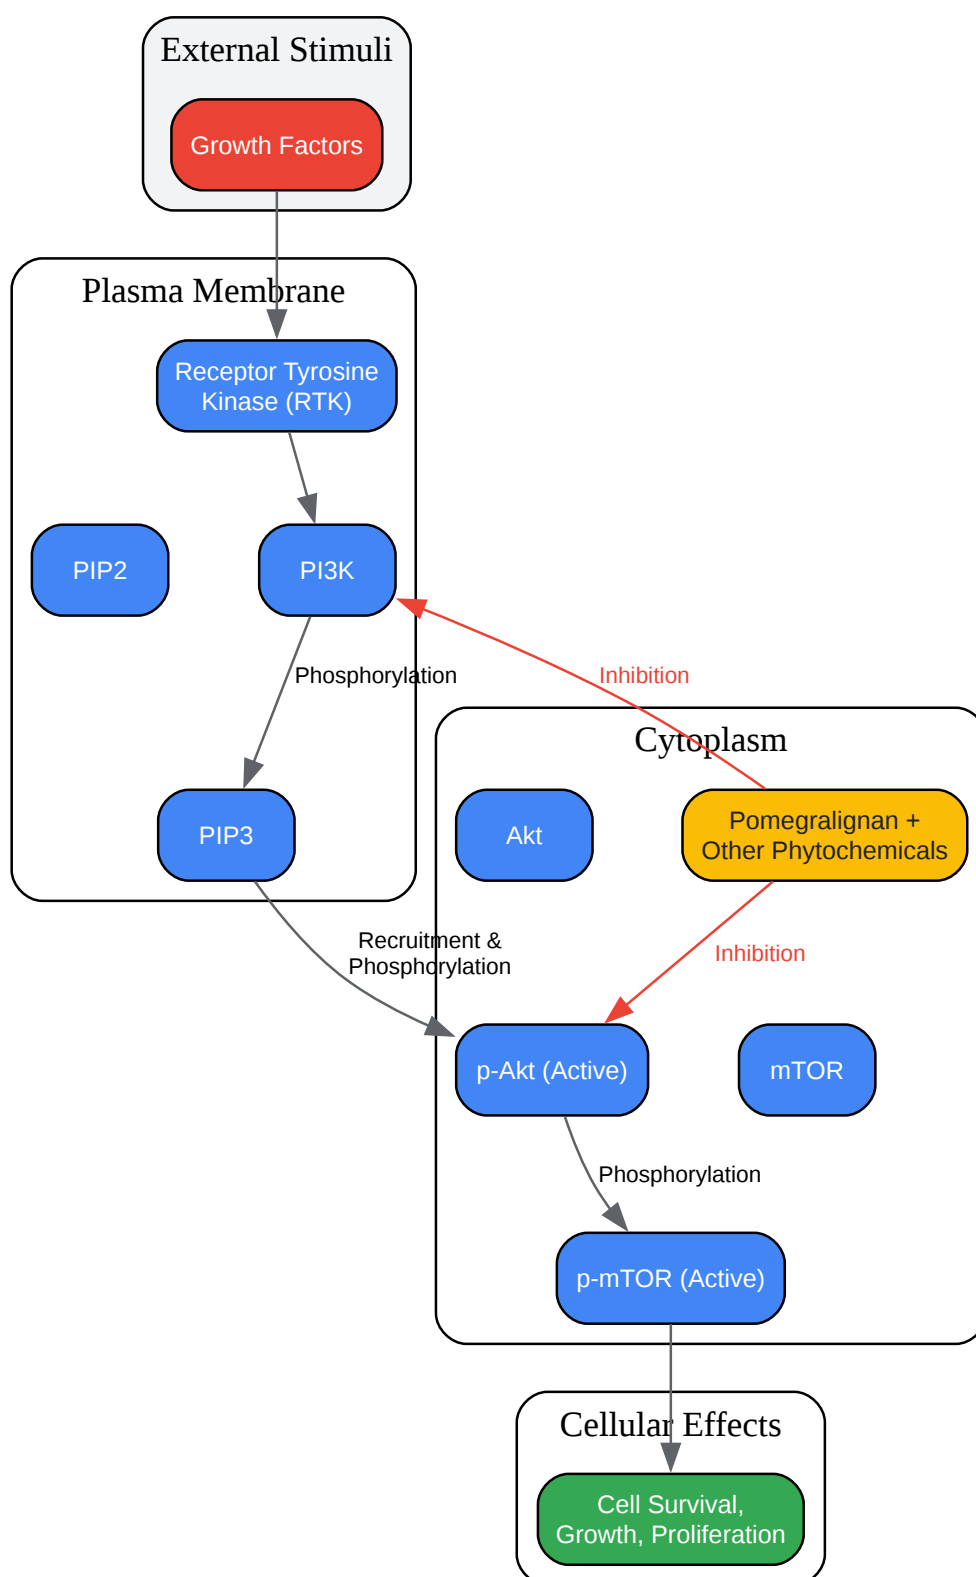 External Stimuli
Growth Factors
Plasma Membrane
Receptor Tyrosine
Kinase (RTK)
PIP2
PI3K
Phosphorylation
Inhibition
Cytoplasm
PIP3
Akt
Pomegralignan +
Other Phytochemicals
Recruitment &
Phosphorylation
Inhibition
p-Akt (Active)
mTOR
Phosphorylation
p-mTOR (Active)
Cellular Effects
Cell Survival,
Growth, Proliferation